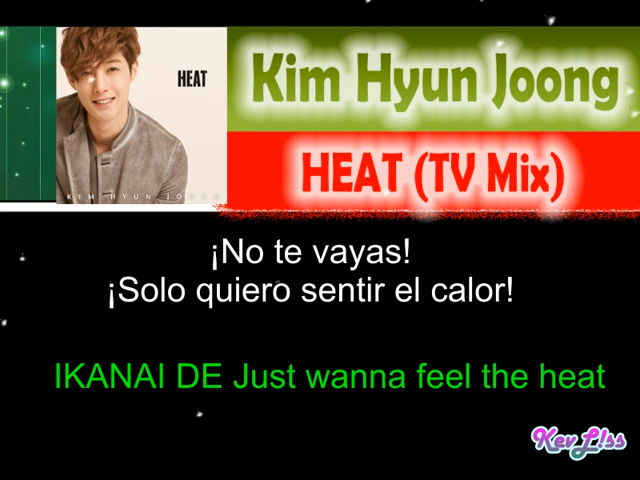 HEAT
KIM HYUN JOONG
Kim Hyun Joong
HEAT (TV Mix)
¡No te vayas!
¡Solo quiero sentir el calor!
IKANAI DE Just wanna feel the heat
KevL!ss